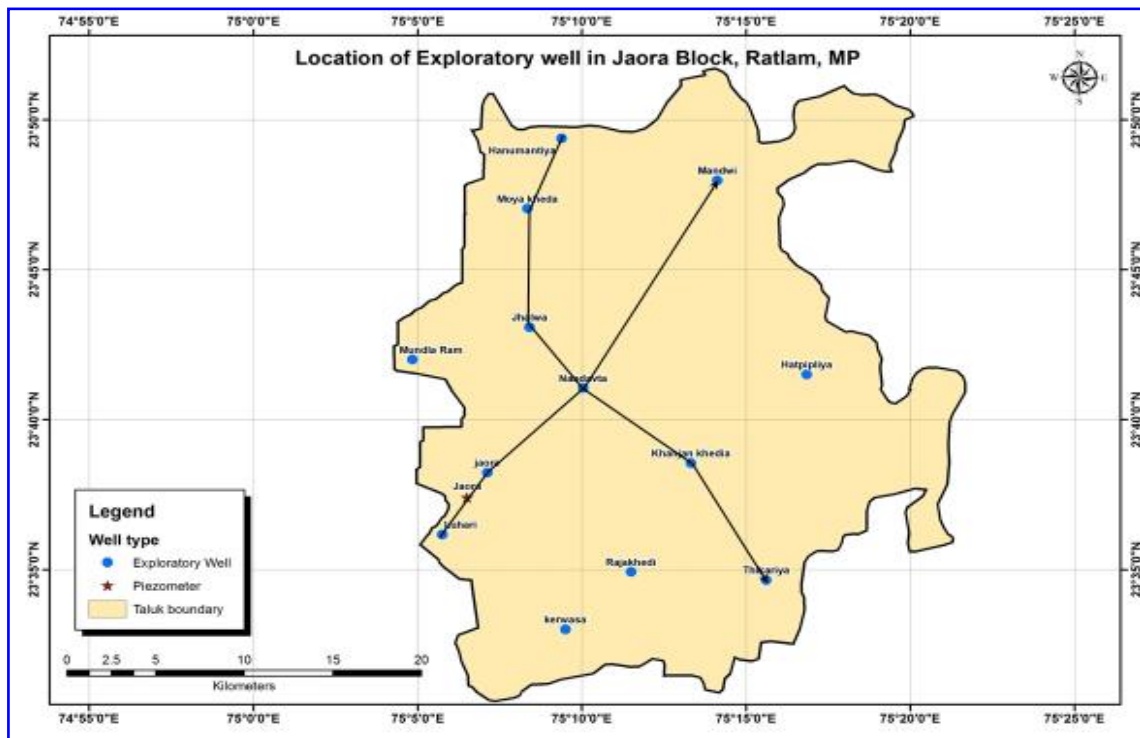 74°55'0"E 75°0'0"E 75°5'0"E 75°10'0"E 75°15'0"E 75°20'0"E 75°25'0"E
Location of Exploratory well in Jaora Block, Ratlam, MP
N
W E
S
23°50'0"N 23°50'0"N
Hanumantiya
Mandwi
Moya kheda
23°45'0"N 23°45'0"N
Jhalwa
Mundla Ram
Hatpipliya
Nandavta
23°40'0"N 23°40'0"N
Khanjan khedia
jaora
Jaora
Lohari
Rajakhedi
23°35'0"N 23°35'0"N
kerwasa
Legend
Well type
Exploratory Well
Piezometer
Taluk boundary
0 2.5 5 10 15 20
Kilometers
74°55'0"E 75°0'0"E 75°5'0"E 75°10'0"E 75°15'0"E 75°20'0"E 75°25'0"E